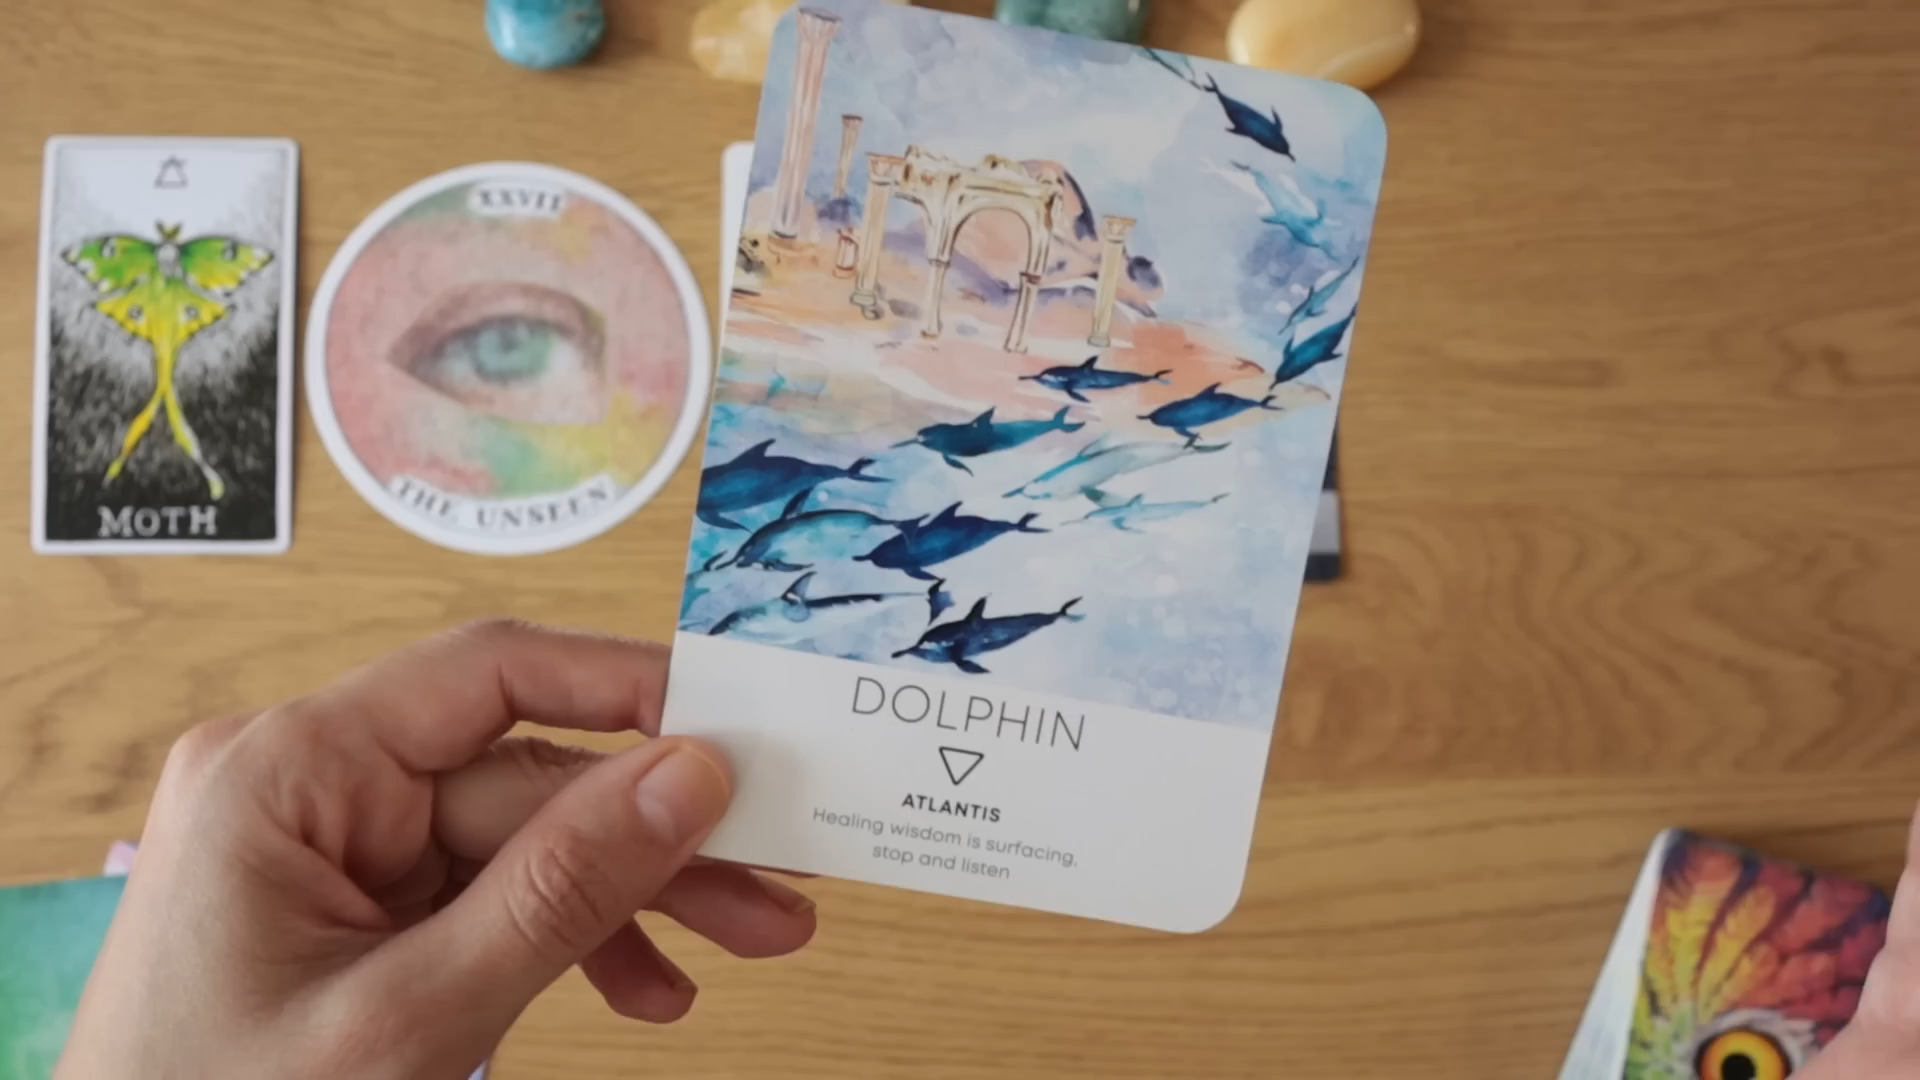 MOTH
XXVII
THE UNSEEN
DOLPHIN
ATLANTIS
Healing wisdom is surfacing,
stop and listen